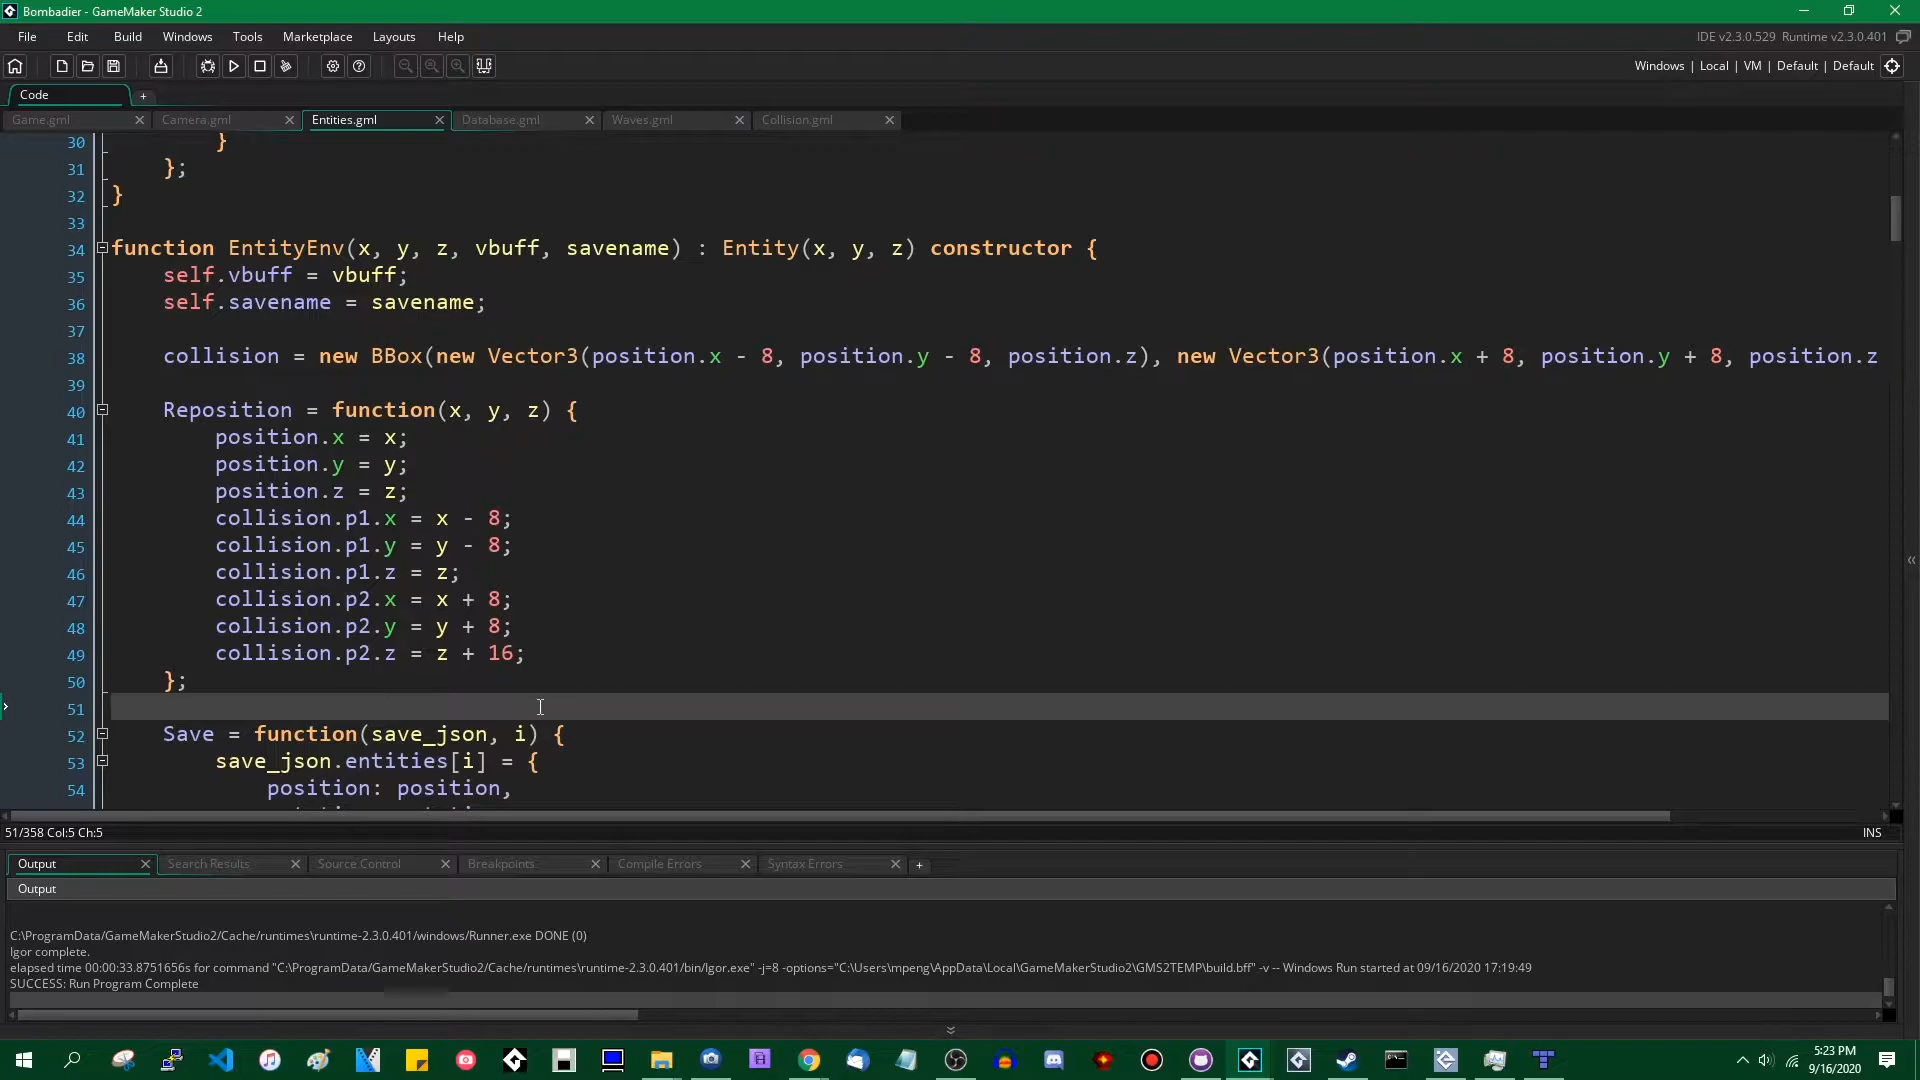 Bombadier - GameMaker Studio 2
File Edit Build Windows Tools Marketplace Layouts Help
IDE v2.3.0.529 Runtime v2.3.0.401
Windows | Local | VM | Default | Default
Code
Game.gml Camera.gml Entities.gml Database.gml Waves.gml Collision.gml
30 }
31 };
32 }
33
34 function EntityEnv(x, y, z, vbuff, savename) : Entity(x, y, z) constructor {
35 self.vbuff = vbuff;
36 self.savename = savename;
37
38 collision = new BBox(new Vector3(position.x - 8, position.y - 8, position.z), new Vector3(position.x + 8, position.y + 8, position.z
39
40 Reposition = function(x, y, z) {
41 position.x = x;
42 position.y = y;
43 position.z = z;
44 collision.p1.x = x - 8;
45 collision.p1.y = y - 8;
46 collision.p1.z = z;
47 collision.p2.x = x + 8;
48 collision.p2.y = y + 8;
49 collision.p2.z = z + 16;
50 };
51
52 Save = function(save_json, i) {
53 save_json.entities[i] = {
54 position: position,
51/358 Col:5 Ch:5
INS
Output Search Results Source Control Breakpoints Compile Errors Syntax Errors
Output
C:\ProgramData/GameMakerStudio2/Cache/runtimes\runtime-2.3.0.401/windows/Runner.exe DONE (0)
Igor complete.
elapsed time 00:00:33.8751656s for command "C:\ProgramData/GameMakerStudio2/Cache/runtimes\runtime-2.3.0.401/bin/Igor.exe" -j=8 -options="C:\Users\mpeng\AppData\Local\GameMakerStudio2\GMS2TEMP\build.bff" -v -- Windows Run started at 09/16/2020 17:19:49
SUCCESS: Run Program Complete
5:23 PM
9/16/2020